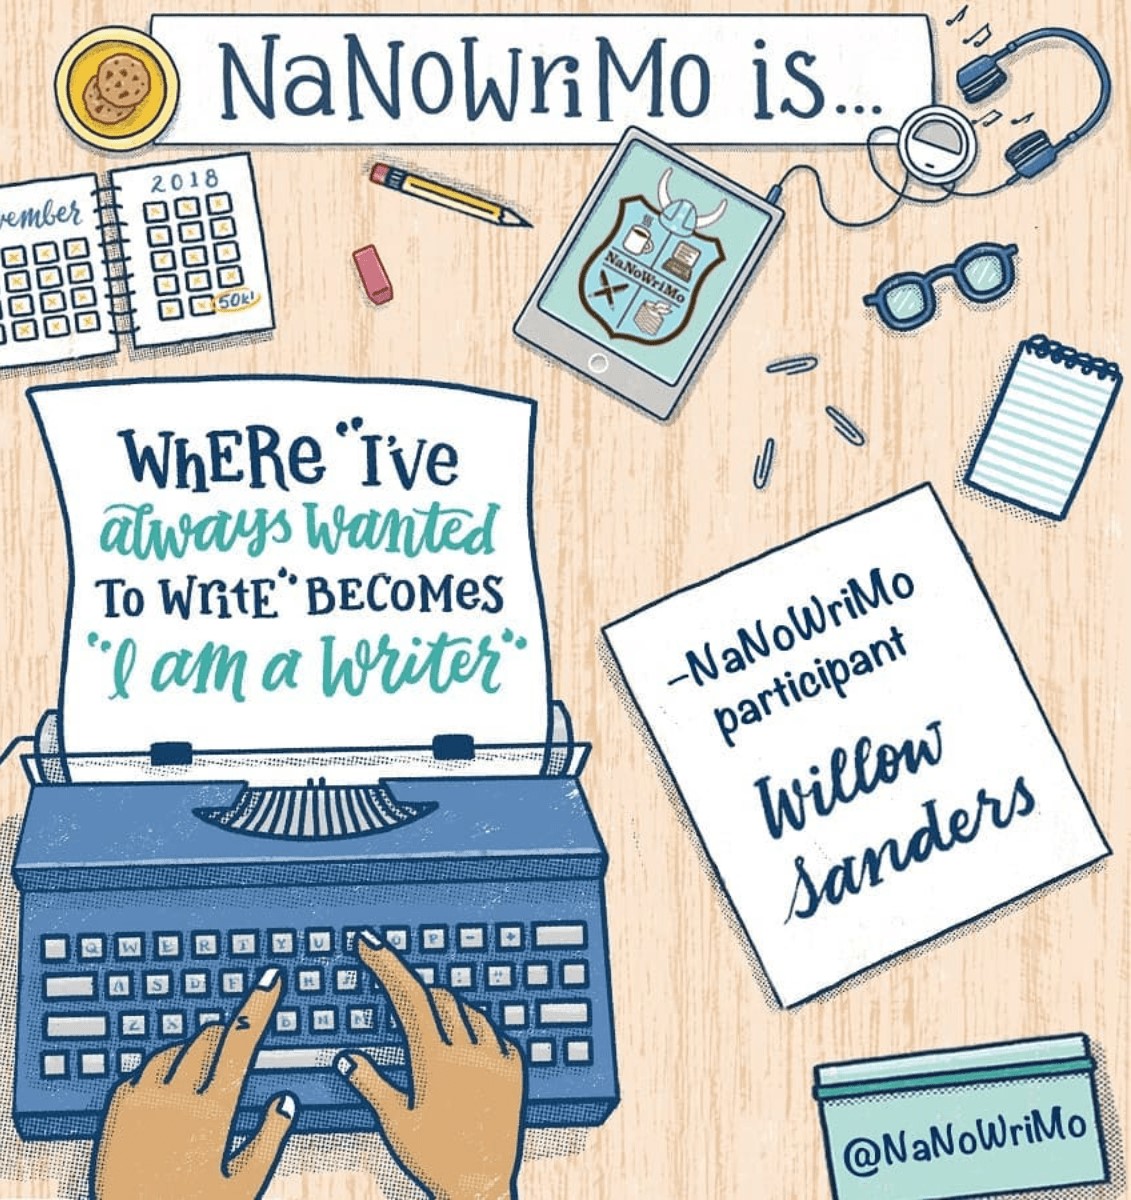 NaNoWriMo is...
vember
2018
50k!
NaNoWriMo
WHERE "I've
always wanted
To Write" BECOMES
"I am a writer"
-NaNoWriMo
participant
Willow
Sanders
Q W E R T Y U O P - +
A S D F H J : "
Z X B N M
S
@NaNoWriMo